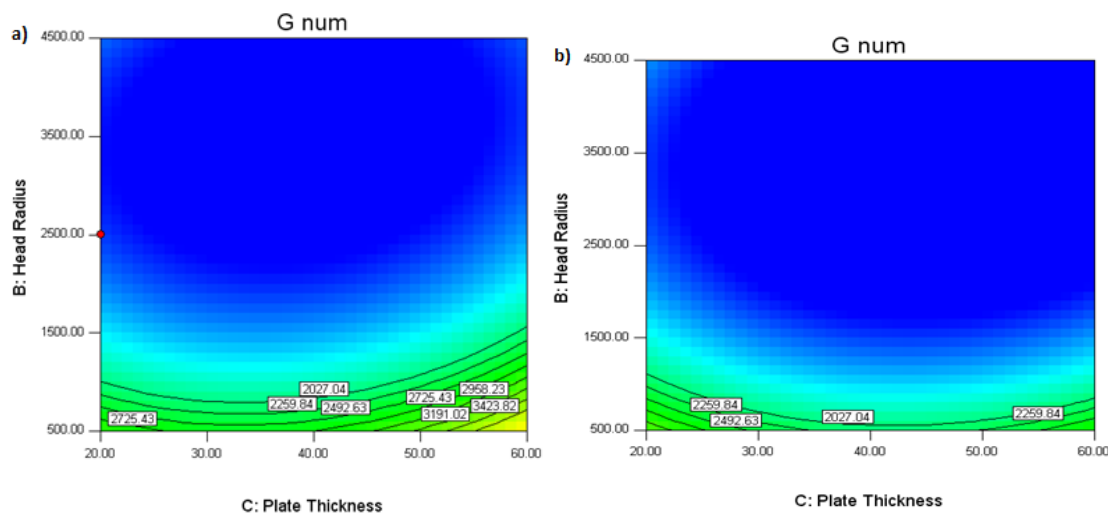 a)
G num
4500.00
3500.00
2500.00
1500.00
500.00
B: Head Radius
2027.04
2259.84
2492.63
2725.43
2725.43
2958.23
3191.02
3423.82
20.00 30.00 40.00 50.00 60.00
C: Plate Thickness
b)
G num
4500.00
3500.00
2500.00
1500.00
500.00
B: Head Radius
2259.84
2492.63
2027.04
2259.84
20.00 30.00 40.00 50.00 60.00
C: Plate Thickness